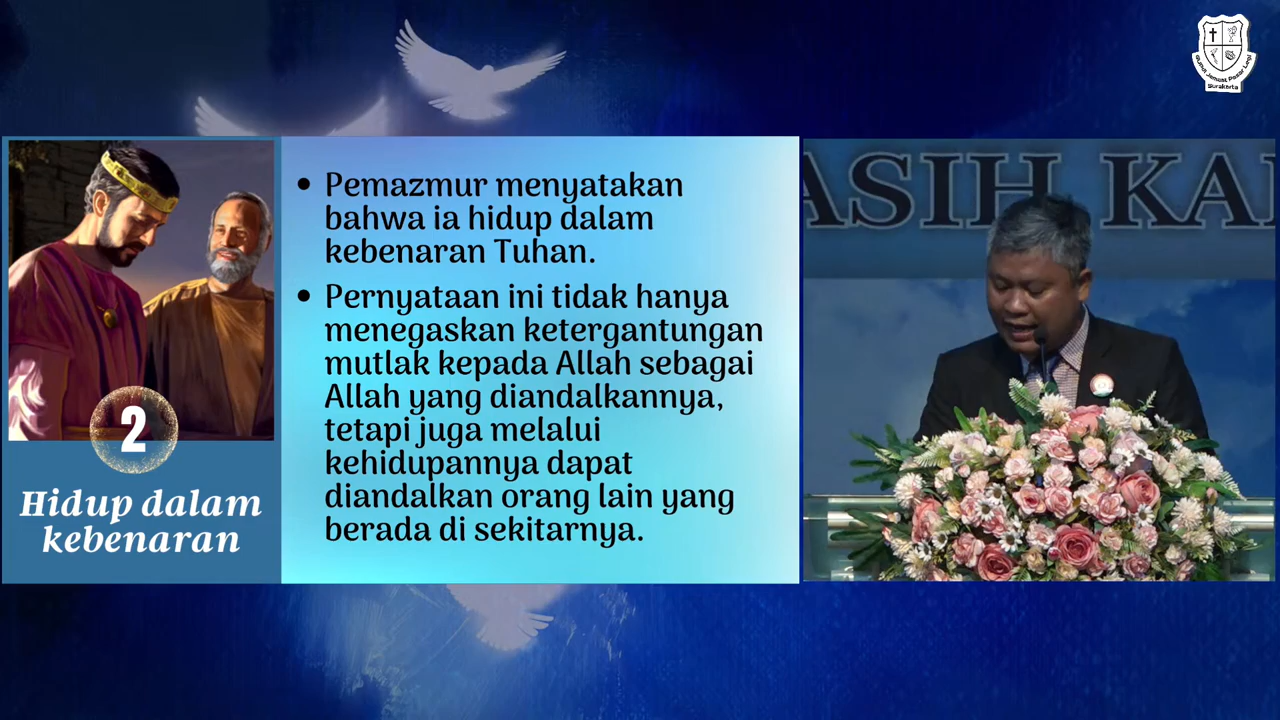 Pemazmur menyatakan
bahwa ia hidup dalam
kebenaran Tuhan.
Pernyataan ini tidak hanya
menegaskan ketergantungan
mutlak kepada Allah sebagai
Allah yang diandalkannya,
tetapi juga melalui
kehidupannya dapat
diandalkan orang lain yang
berada di sekitarnya.
2
Hidup dalam
kebenaran
ASIH KA
Surakarta